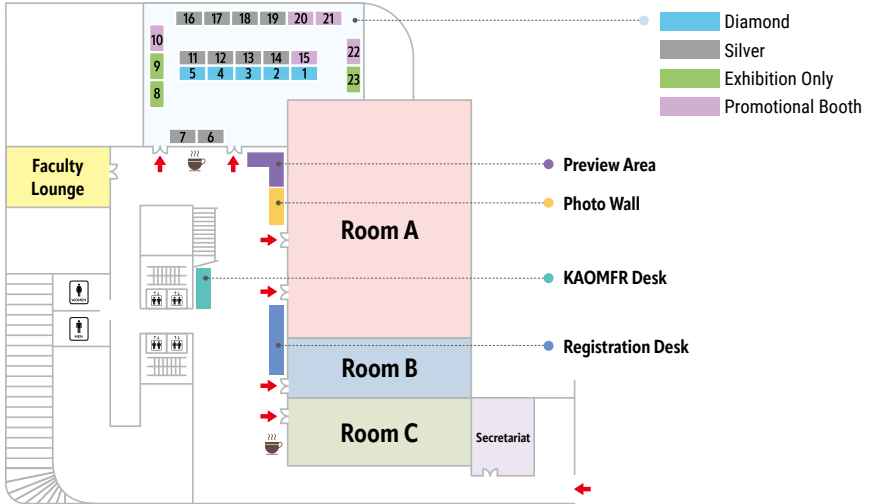 16 17 18 19 20 21
Diamond
Silver
Exhibition Only
Promotional Booth
10
9
8
11 12 13 14 15
5 4 3 2 1
22
23
7 6
Faculty
Lounge
Preview Area
Photo Wall
Room A
KAOMFR Desk
WOMEN
MEN
Registration Desk
Room B
Room C
Secretariat